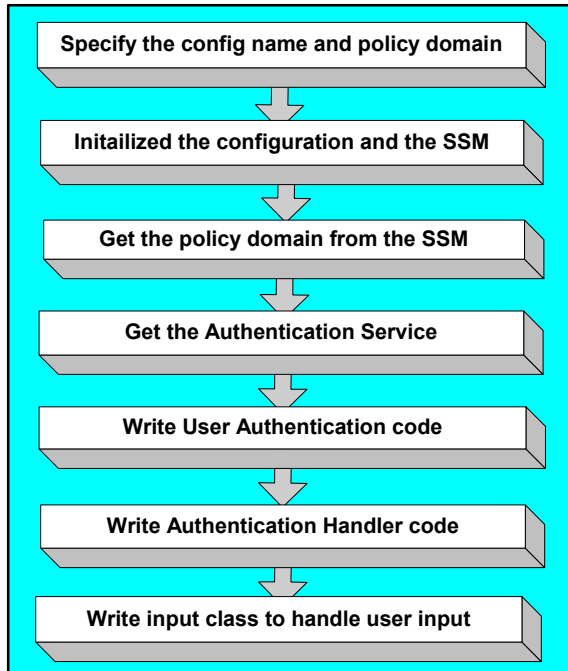 Specify the config name and policy domain
Initailized the configuration and the SSM
Get the policy domain from the SSM
Get the Authentication Service
Write User Authentication code
Write Authentication Handler code
Write input class to handle user input